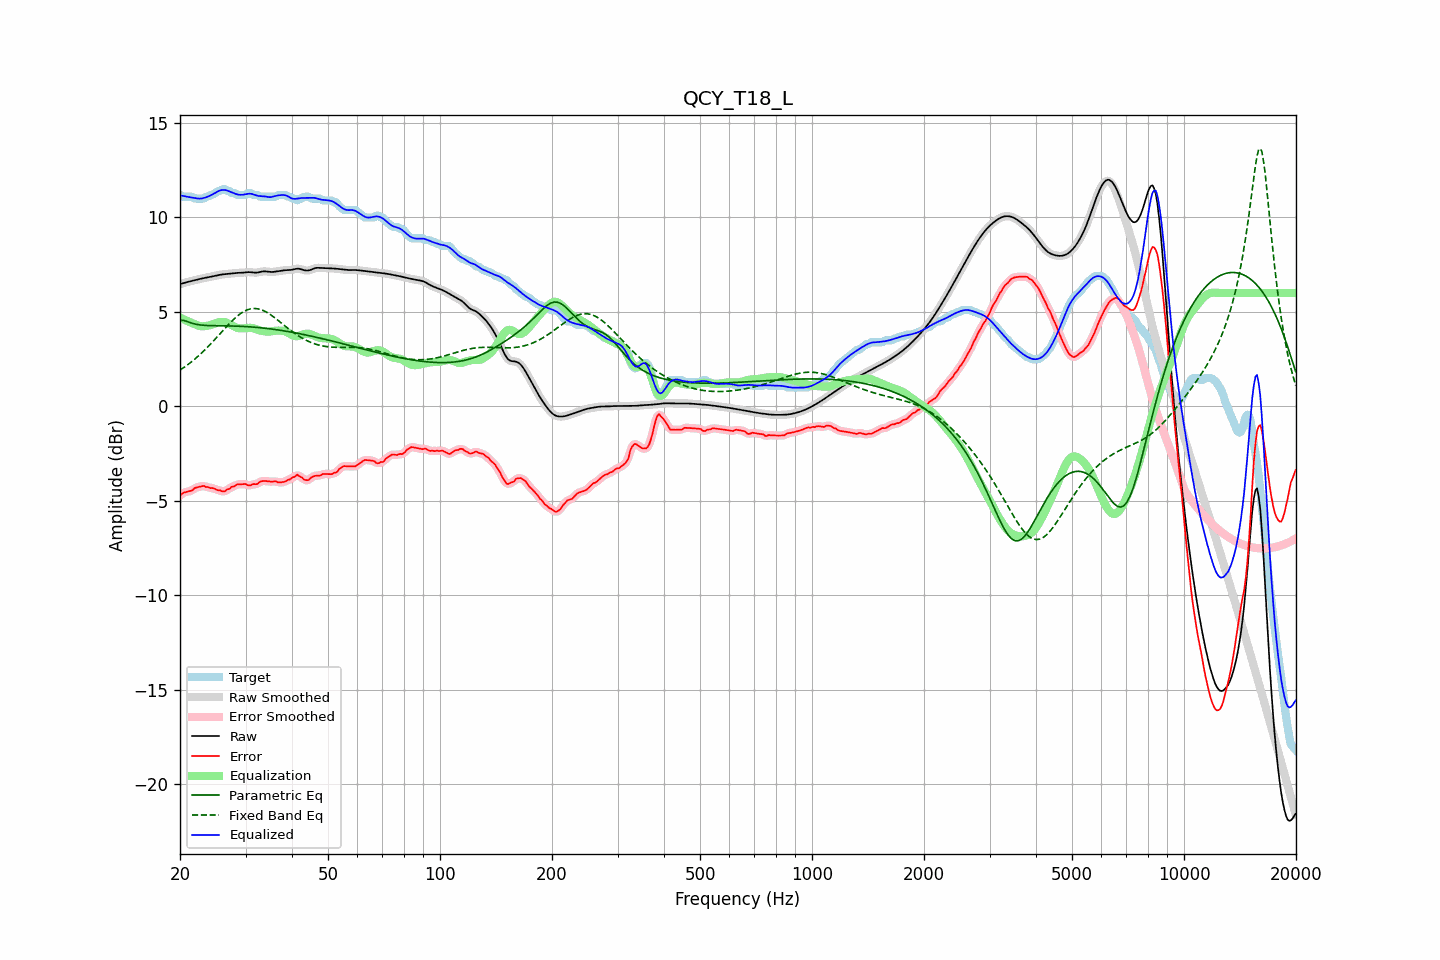 QCY_T18_L
15
10
5
0
−5
−10
−15
−20
Amplitude (dBr)
Target
Raw Smoothed
Error Smoothed
Raw
Error
Equalization
Parametric Eq
Fixed Band Eq
Equalized
20 50 100 200 500 1000 2000 5000 10000 20000
Frequency (Hz)